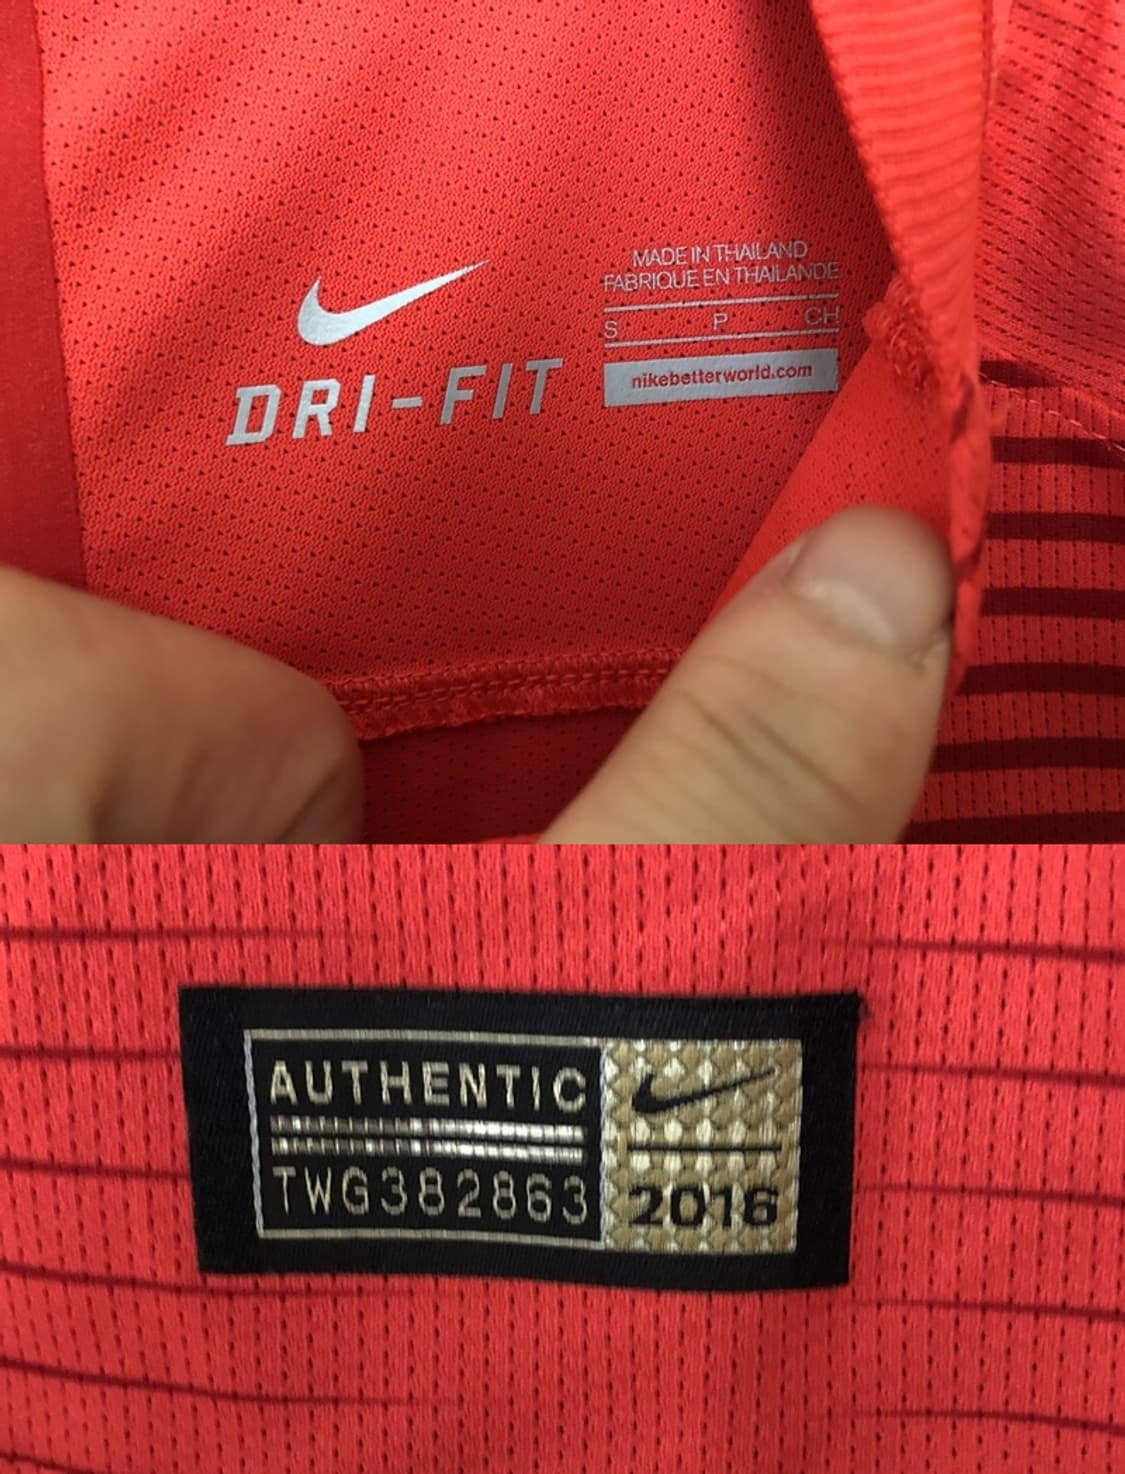 MADE IN THAILAND
FABRIQUE EN THAILANDE
S P CH
nikebetterworld.com
DRI-FIT
AUTHENTIC
TWG382863
2016